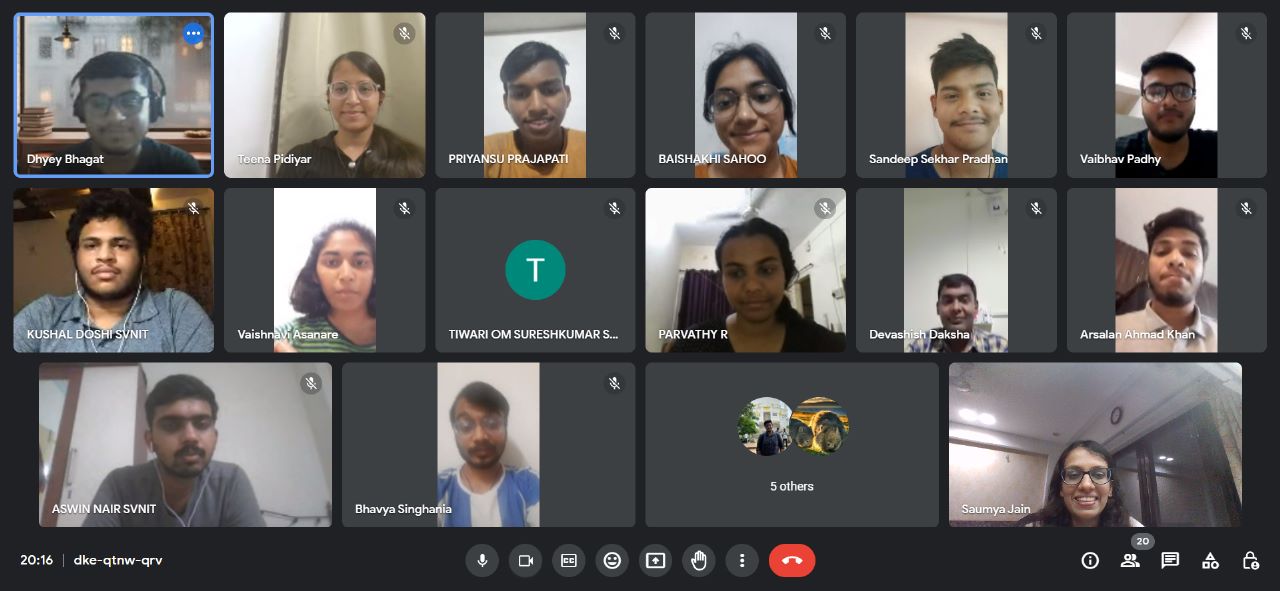 Dhyey Bhagat
Teena Pidiyar
PRIYANSU PRAJAPATI
BAISHAKHI SAHOO
Sandeep Sekhar Pradhan
Vaibhav Padhy
KUSHAL DOSHI SVNIT
Vaishnavi Asanare
T
TIWARI OM SURESHKUMAR S...
PARVATHY R
Devashish Daksha
Arsalan Ahmad Khan
ASWIN NAIR SVNIT
Bhavya Singhania
5 others
Saumya Jain
20:16 | dke-qtnw-qrv
CC
20